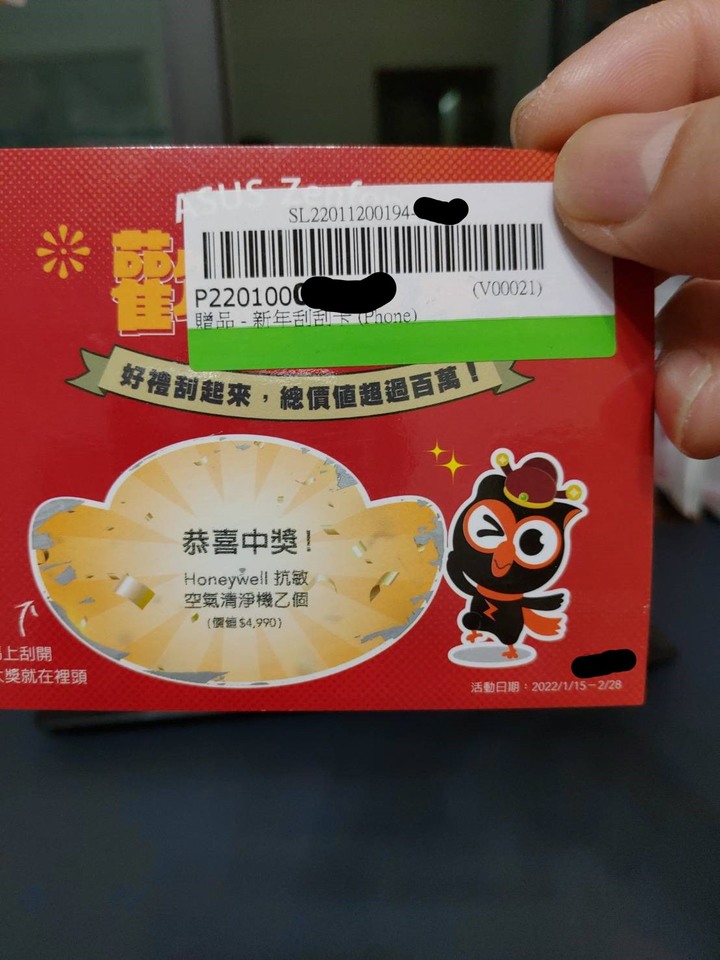 ASUS Zenf
SL22011200194-
P220100
(V00021)
贈品 - 新年刮刮卡 (Phone)
好禮刮起來，總價值超過百萬！
恭喜中獎！
Honeywell 抗敏
空氣清淨機乙個
(價值 $4,990)
上刮開
大獎就在裡頭
活動日期：2022/1/15－2/28